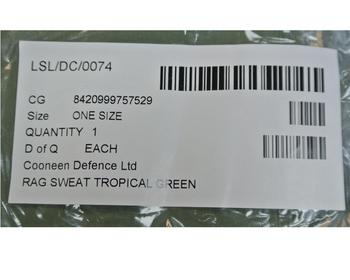 LSL/DC/0074
CG 8420999757529
Size ONE SIZE
QUANTITY 1
D of Q EACH
Cooneen Defence Ltd
RAG SWEAT TROPICAL GREEN